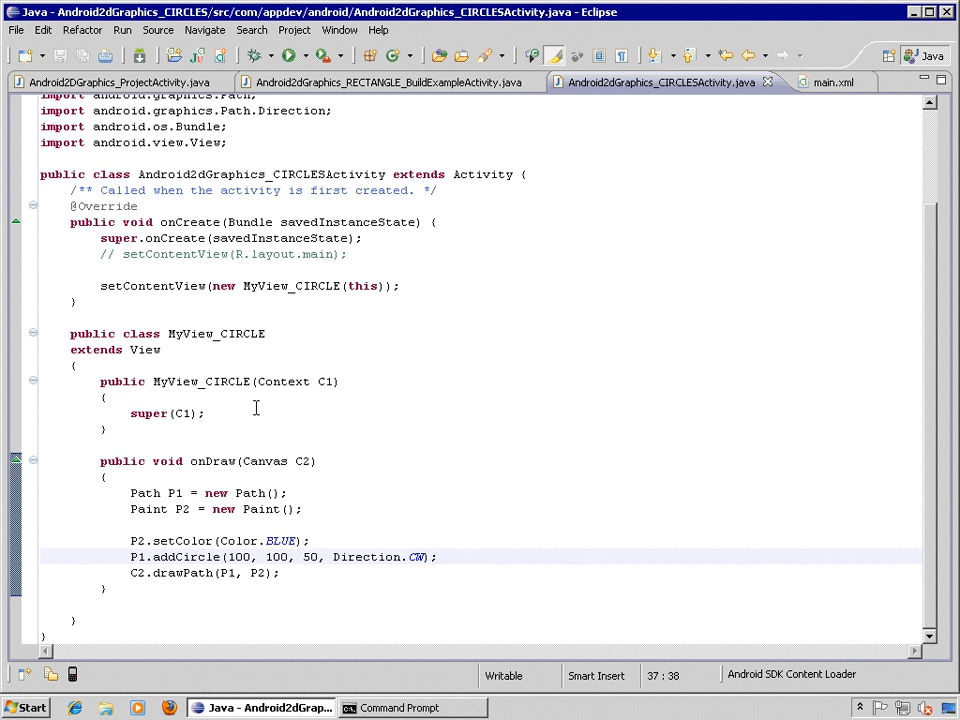 Java - Android2dGraphics_CIRCLES/src/com/appdev/android/Android2dGraphics_CIRCLESActivity.java - Eclipse
File Edit Refactor Run Source Navigate Search Project Window Help
Java
Android2DGraphics_ProjectActivity.java Android2dGraphics_RECTANGLE_BuildExampleActivity.java Android2dGraphics_CIRCLESActivity.java main.xml
import android.graphics.Path;
import android.graphics.Path.Direction;
import android.os.Bundle;
import android.view.View;
public class Android2dGraphics_CIRCLESActivity extends Activity {
/** Called when the activity is first created. */
@Override
public void onCreate(Bundle savedInstanceState) {
super.onCreate(savedInstanceState);
// setContentView(R.layout.main);
setContentView(new MyView_CIRCLE(this));
}
public class MyView_CIRCLE
extends View
{
public MyView_CIRCLE(Context C1)
{
super(C1);
}
public void onDraw(Canvas C2)
{
Path P1 = new Path();
Paint P2 = new Paint();
P2.setColor(Color.BLUE);
P1.addCircle(100, 100, 50, Direction.CW);
C2.drawPath(P1, P2);
}
}
}
Writable Smart Insert 37 : 38 Android SDK Content Loader
Start Java - Android2dGrap... Command Prompt